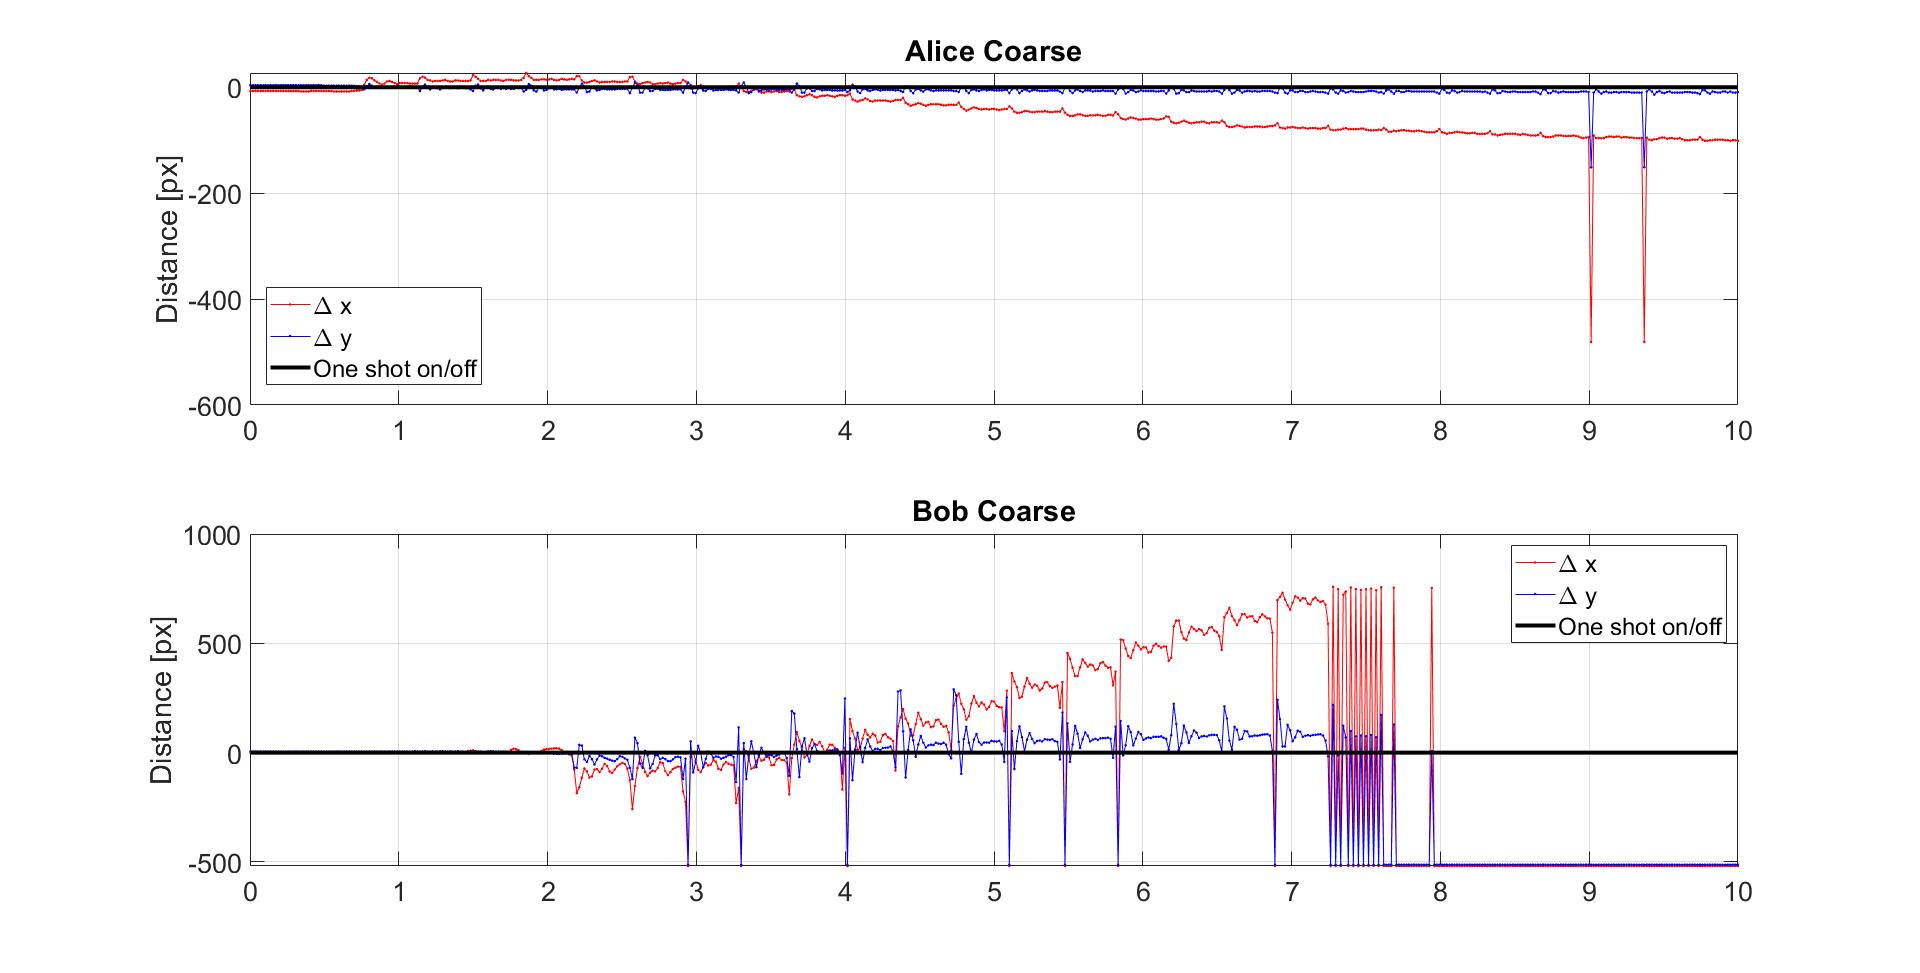 Alice Coarse
Distance [px]
0
-200
-400
-600
Δ x
Δ y
One shot on/off
0 1 2 3 4 5 6 7 8 9 10
Bob Coarse
Distance [px]
1000
500
0
-500
Δ x
Δ y
One shot on/off
0 1 2 3 4 5 6 7 8 9 10